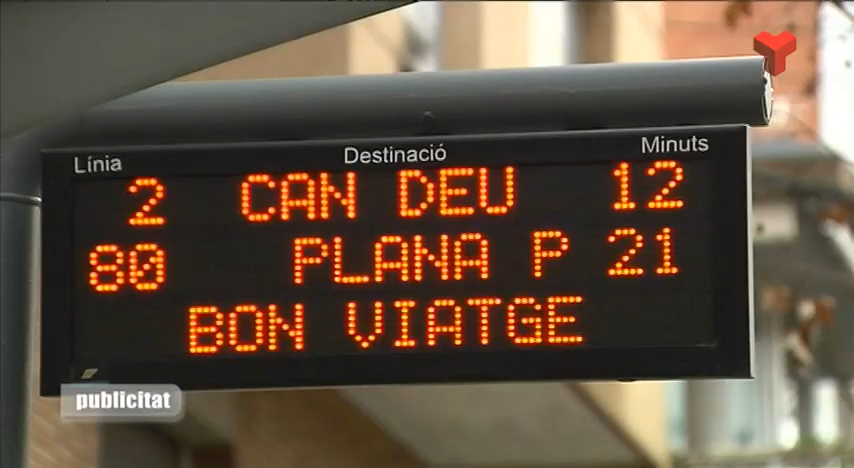 Línia Destinació Minuts
2 CAN DEU 12
80 PLANA P 21
BON VIATGE
publicitat